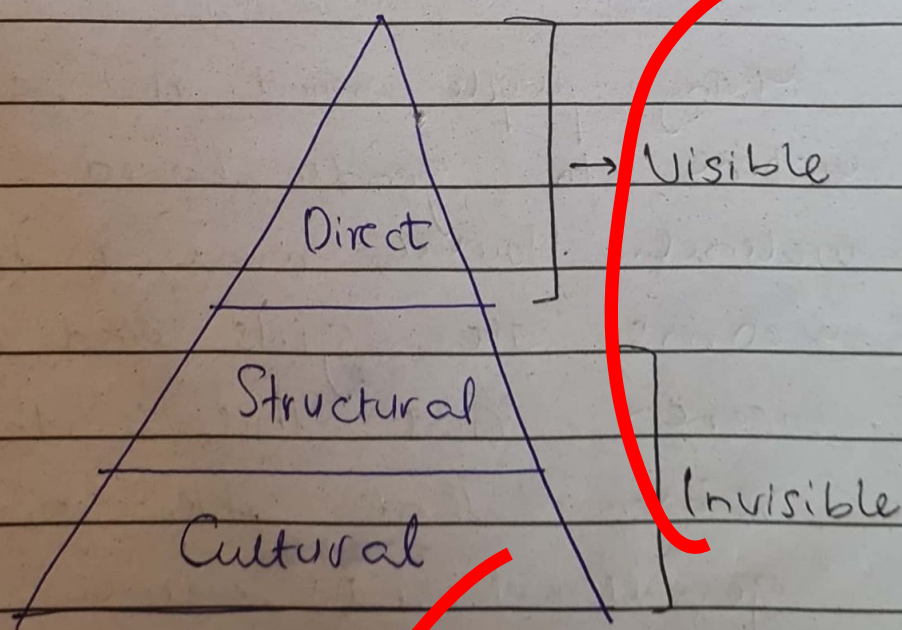 → Visible
Direct
Structural
Invisible
Cultural